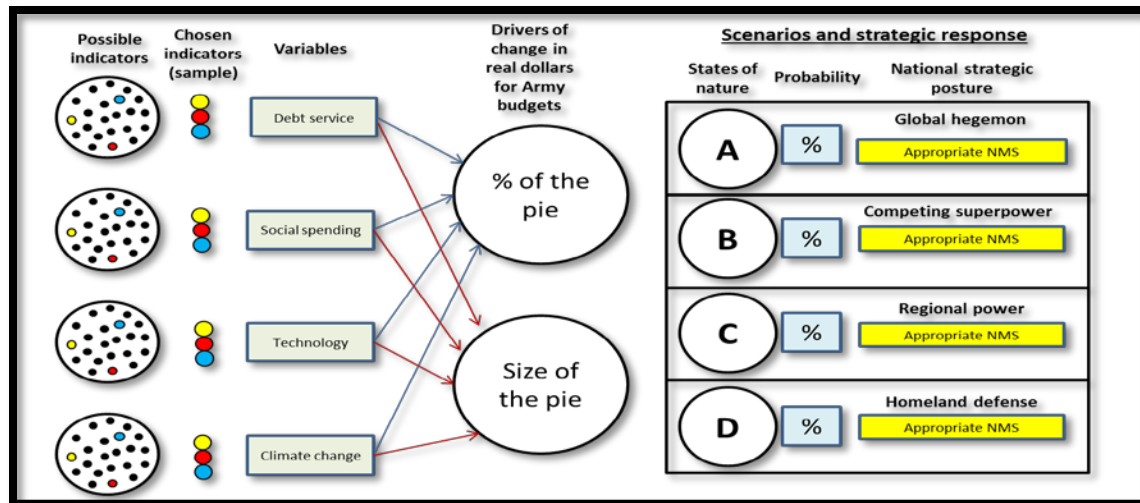 Possible
indicators
Chosen
indicators
(sample)
Variables
Drivers of
change in
real dollars
for Army
budgets
Debt service
Social spending
Technology
Climate change
% of the
pie
Size of
the pie
Scenarios and strategic response
States of
nature
Probability
National strategic
posture
A
%
Global hegemon
Appropriate NMS
B
%
Competing superpower
Appropriate NMS
C
%
Regional power
Appropriate NMS
D
%
Homeland defense
Appropriate NMS